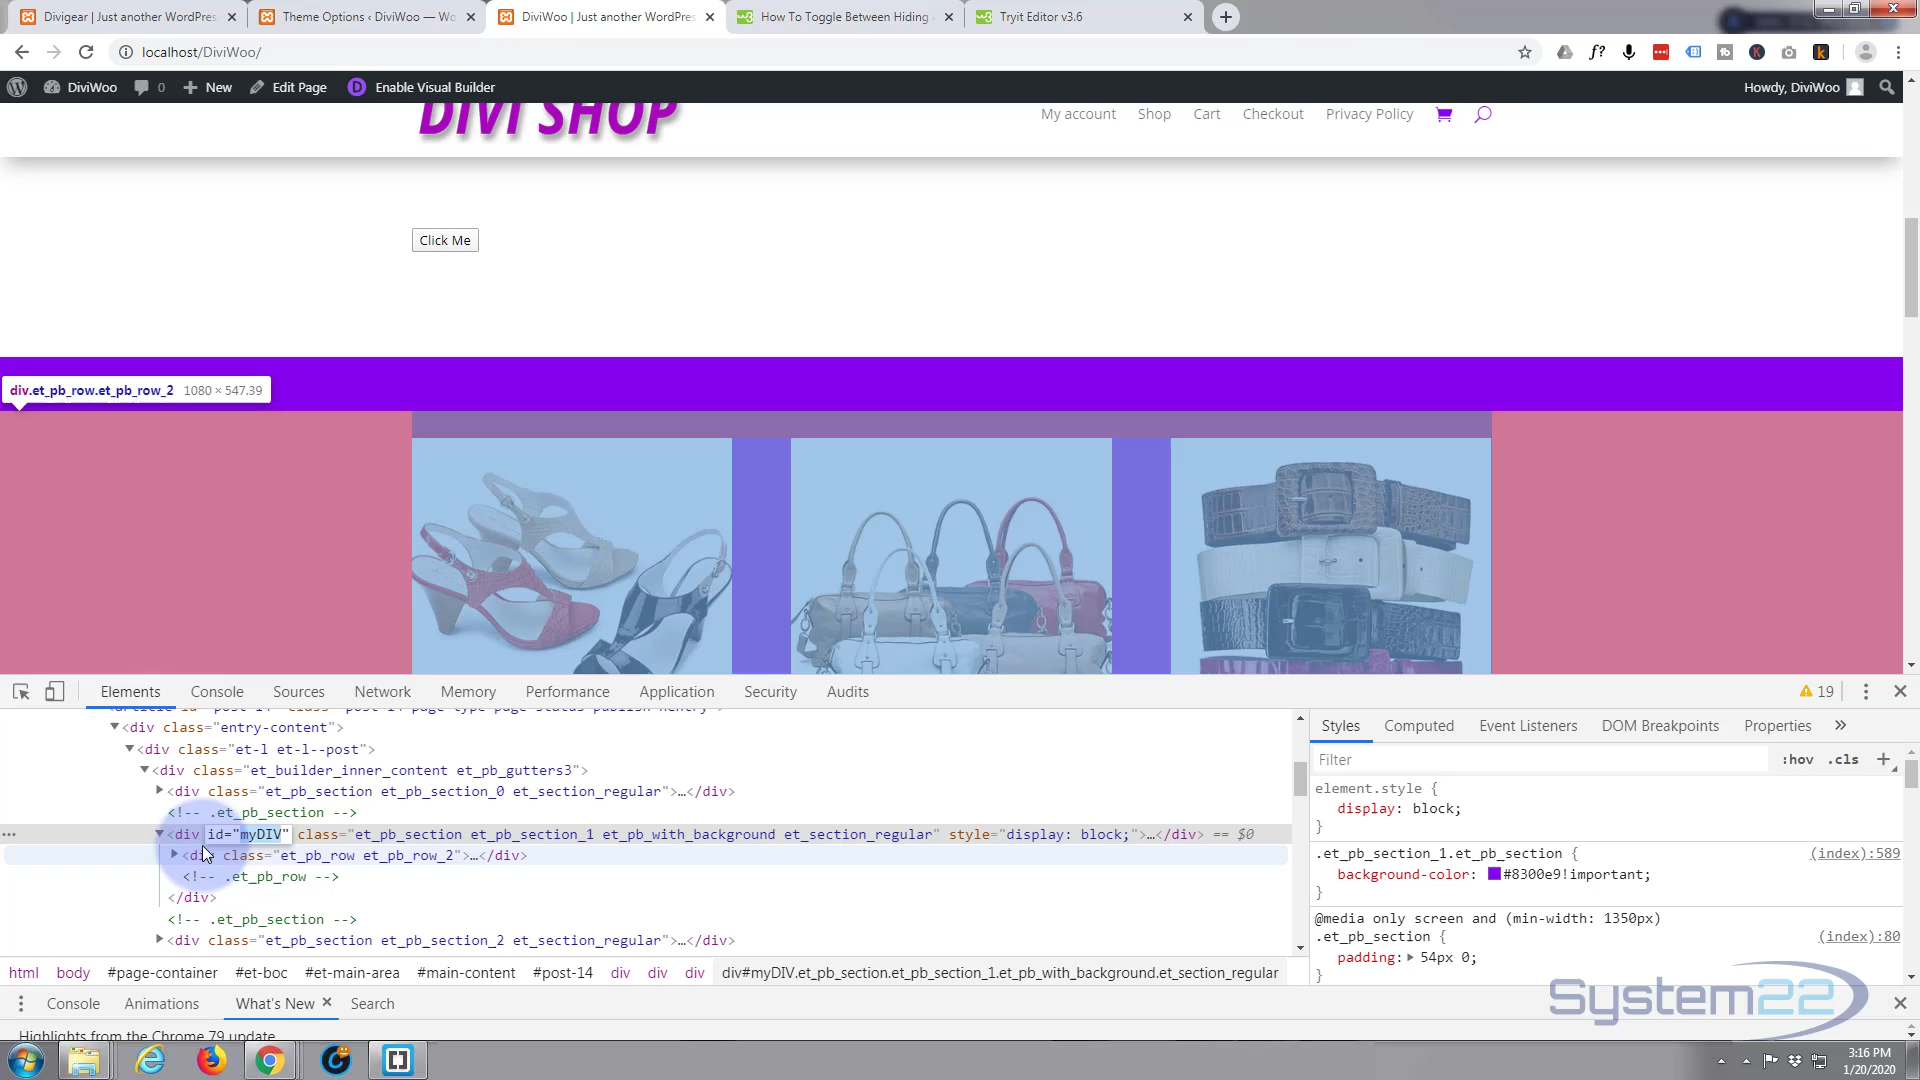 Divigear | Just another WordPres
Theme Options ‹ DiviWoo — Wo
DiviWoo | Just another WordPres
How To Toggle Between Hiding
Tryit Editor v3.6
localhost/DiviWoo/
DiviWoo
0
New
Edit Page
Enable Visual Builder
Howdy, DiviWoo
DIVI SHOP
My account
Shop
Cart
Checkout
Privacy Policy
Click Me
div.et_pb_row.et_pb_row_2 1080 × 547.39
Elements
Console
Sources
Network
Memory
Performance
Application
Security
Audits
19
<div class="entry-content">
<div class="et-l et-l--post">
<div class="et_builder_inner_content et_pb_gutters3">
<div class="et_pb_section et_pb_section_0 et_section_regular">…</div>
<!-- .et_pb_section -->
<div id="myDIV" class="et_pb_section et_pb_section_1 et_pb_with_background et_section_regular" style="display: block;">…</div> == $0
<div class="et_pb_row et_pb_row_2">…</div>
<!-- .et_pb_row -->
</div>
<!-- .et_pb_section -->
<div class="et_pb_section et_pb_section_2 et_section_regular">…</div>
html body #page-container #et-boc #et-main-area #main-content #post-14 div div div div#myDIV.et_pb_section.et_pb_section_1.et_pb_with_background.et_section_regular
Styles
Computed
Event Listeners
DOM Breakpoints
Properties
Filter
:hov .cls +
element.style {
display: block;
}
.et_pb_section_1.et_pb_section { (index):589
background-color: #8300e9!important;
}
@media only screen and (min-width: 1350px)
.et_pb_section { (index):80
padding: 54px 0;
}
Console
Animations
What's New
Search
Highlights from the Chrome 79 update
System22
3:16 PM
1/20/2020